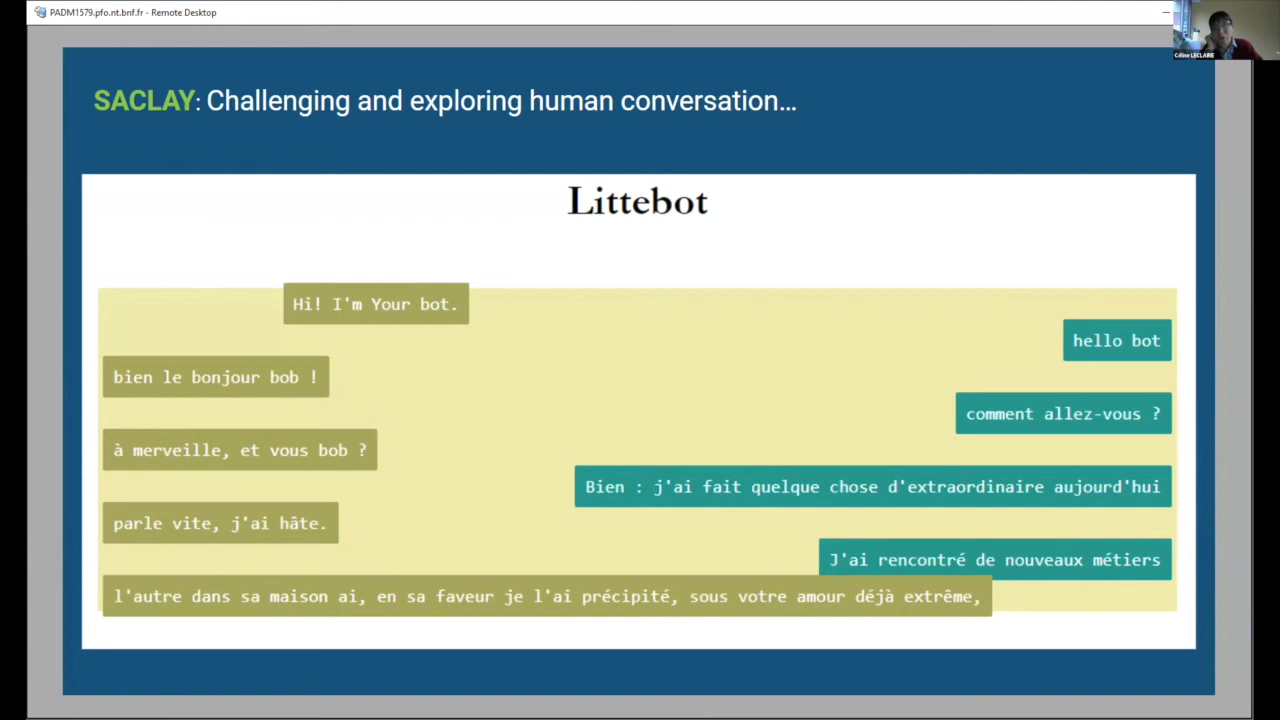 PADM1579.pfo.nt.bnf.fr - Remote Desktop
Céline LECLAIRE
SACLAY: Challenging and exploring human conversation…
Littebot
Hi! I'm Your bot.
hello bot
bien le bonjour bob !
comment allez-vous ?
à merveille, et vous bob ?
Bien : j'ai fait quelque chose d'extraordinaire aujourd'hui
parle vite, j'ai hâte.
J'ai rencontré de nouveaux métiers
l'autre dans sa maison ai, en sa faveur je l'ai précipité, sous votre amour déjà extrême,